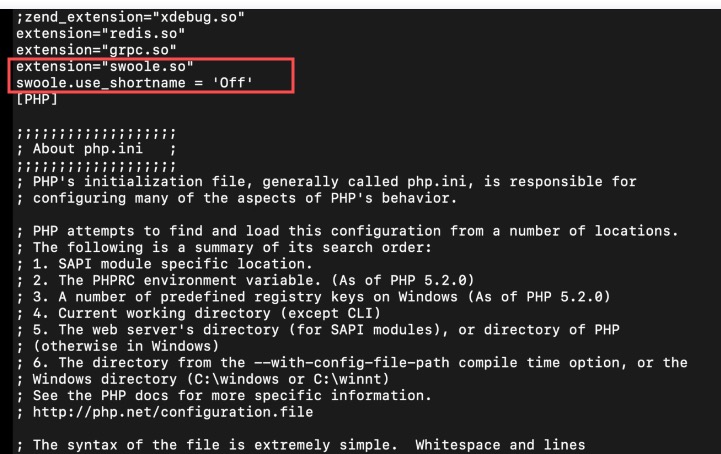 ;zend_extension="xdebug.so"
extension="redis.so"
extension="grpc.so"
extension="swoole.so"
swoole.use_shortname = 'Off'
[PHP]
;;;;;;;;;;;;;;;;;;;
; About php.ini   ;
;;;;;;;;;;;;;;;;;;;
; PHP's initialization file, generally called php.ini, is responsible for
; configuring many of the aspects of PHP's behavior.
; PHP attempts to find and load this configuration from a number of locations.
; The following is a summary of its search order:
; 1. SAPI module specific location.
; 2. The PHPRC environment variable. (As of PHP 5.2.0)
; 3. A number of predefined registry keys on Windows (As of PHP 5.2.0)
; 4. Current working directory (except CLI)
; 5. The web server's directory (for SAPI modules), or directory of PHP
; (otherwise in Windows)
; 6. The directory from the --with-config-file-path compile time option, or the
; Windows directory (C:\windows or C:\winnt)
; See the PHP docs for more specific information.
; http://php.net/configuration.file
; The syntax of the file is extremely simple.  Whitespace and lines